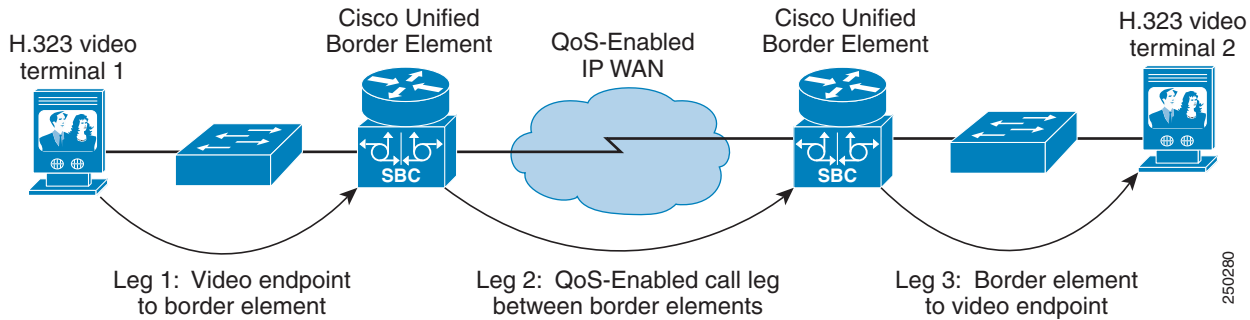 H.323 video
terminal 1
Cisco Unified
Border Element
QoS-Enabled
IP WAN
Cisco Unified
Border Element
H.323 video
terminal 2
SBC
SBC
Leg 1: Video endpoint
to border element
Leg 2: QoS-Enabled call leg
between border elements
Leg 3: Border element
to video endpoint
250280